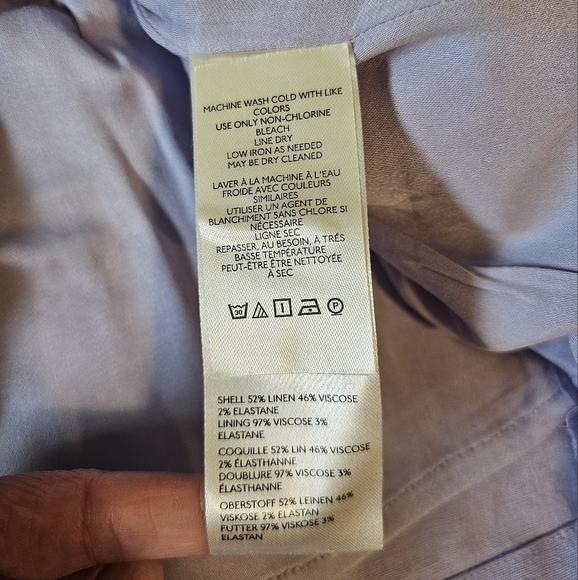 MACHINE WASH COLD WITH LIKE
COLORS
USE ONLY NON-CHLORINE
BLEACH
LINE DRY
LOW IRON AS NEEDED
MAY BE DRY CLEANED
LAVER À LA MACHINE À L'EAU
FROIDE AVEC COULEURS
SIMILAIRES
UTILISER UN AGENT DE
BLANCHIMENT SANS CHLORE SI
NÉCESSAIRE
LIGNE SEC
REPASSER, AU BESOIN, À TRÉS
BASSE TEMPÉRATURE
PEUT-ÊTRE ÊTRE NETTOYÉE
À SEC
30 P
SHELL 52% LINEN 46% VISCOSE
2% ELASTANE
LINING 97% VISCOSE 3%
ELASTANE
COQUILLE 52% LIN 46% VISCOSE
2% ÉLASTHANNE
DOUBLURE 97% VISCOSE 3%
ÉLASTHANNE
OBERSTOFF 52% LEINEN 46%
VISKOSE 2% ELASTAN
FUTTER 97% VISKOSE 3%
ELASTAN